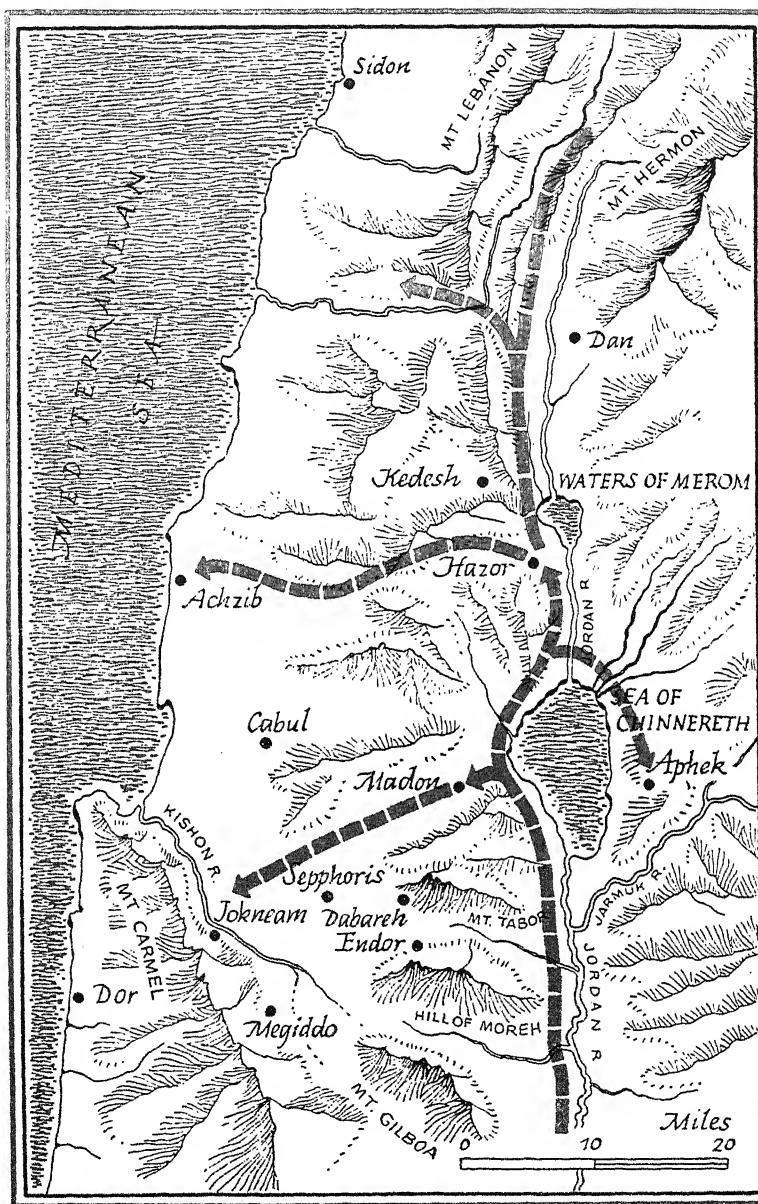 Sidon
MT LEBANON
MT. HERMON
MEDITERRANEAN
SEA
Dan
Kedesh
WATERS OF MEROM
Hazor
Achzib
JORDAN R.
SEA OF
CHINNERETH
Cabul
Aphek
Madon
KISHON R.
Sepphoris
JARMUK R.
MT CARMEL
Jokneam
Dabareh
MT. TABOR
Endor
JORDAN R
Dor
Megiddo
HILL OF MOREH
MT. GILBOA
Miles
0 10 20